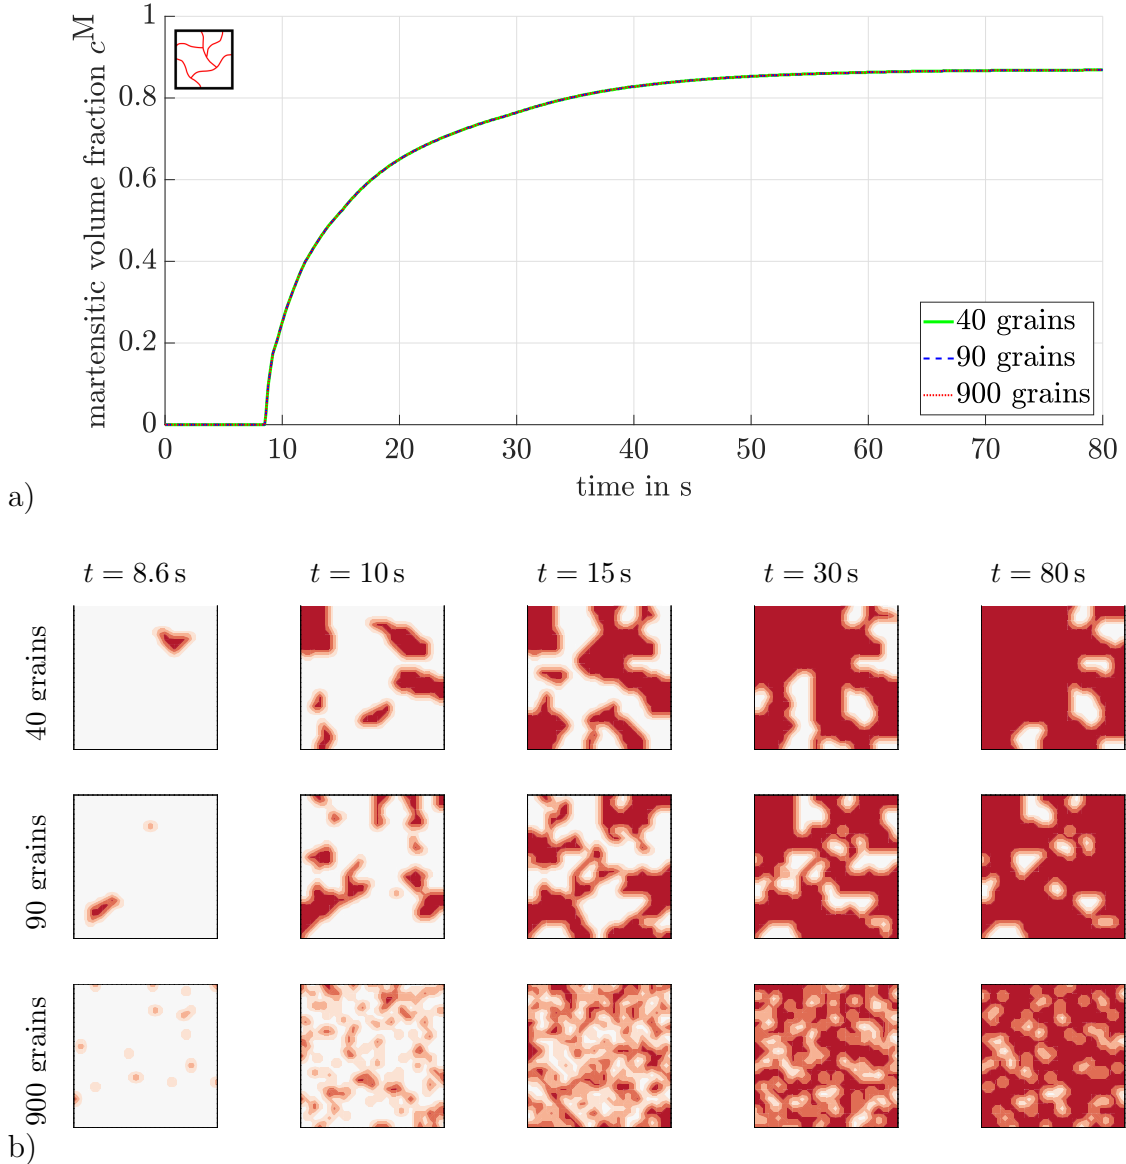 martensitic volume fraction cᴹ
1
0.8
0.6
0.4
0.2
0
0 10 20 30 40 50 60 70 80
time in s
40 grains
90 grains
900 grains
a)
t = 8.6 s t = 10 s t = 15 s t = 30 s t = 80 s
40 grains
90 grains
900 grains
b)